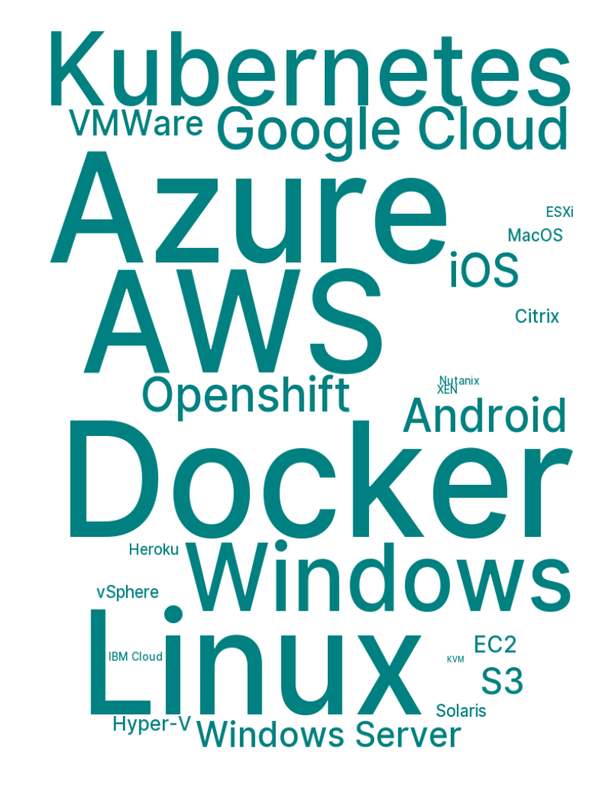 Kubernetes
VMWare Google Cloud
Azure
ESXi
MacOS
iOS
AWS
Citrix
Openshift
Nutanix
XEN
Android
Docker
Heroku Windows
vSphere
Linux
IBM Cloud
EC2
KVM
S3
Solaris
Hyper-V Windows Server